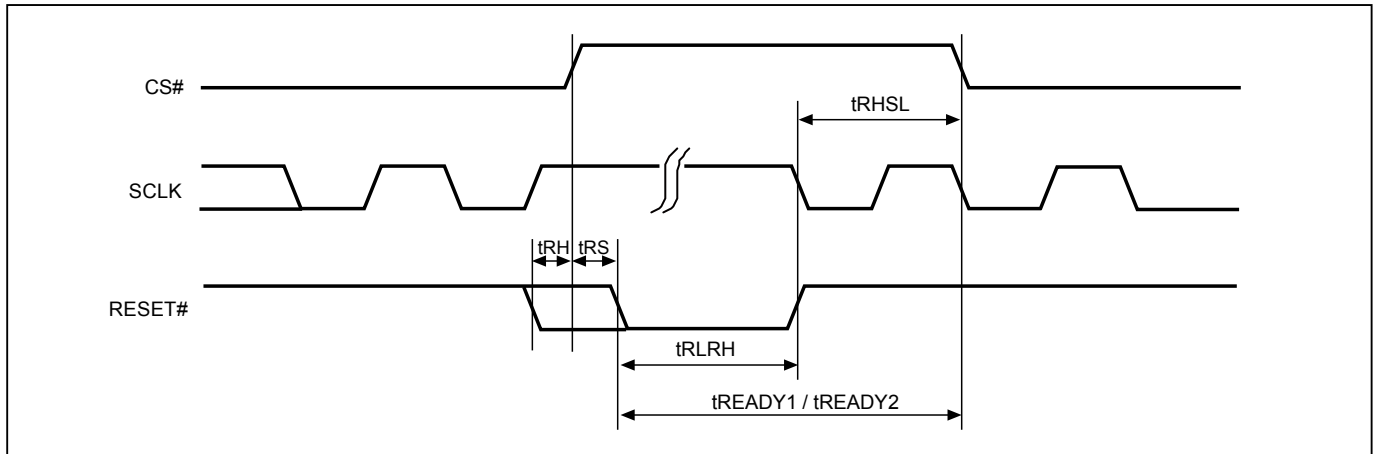 CS#
tRHSL
SCLK
tRH tRS
RESET#
tRLRH
tREADY1 / tREADY2